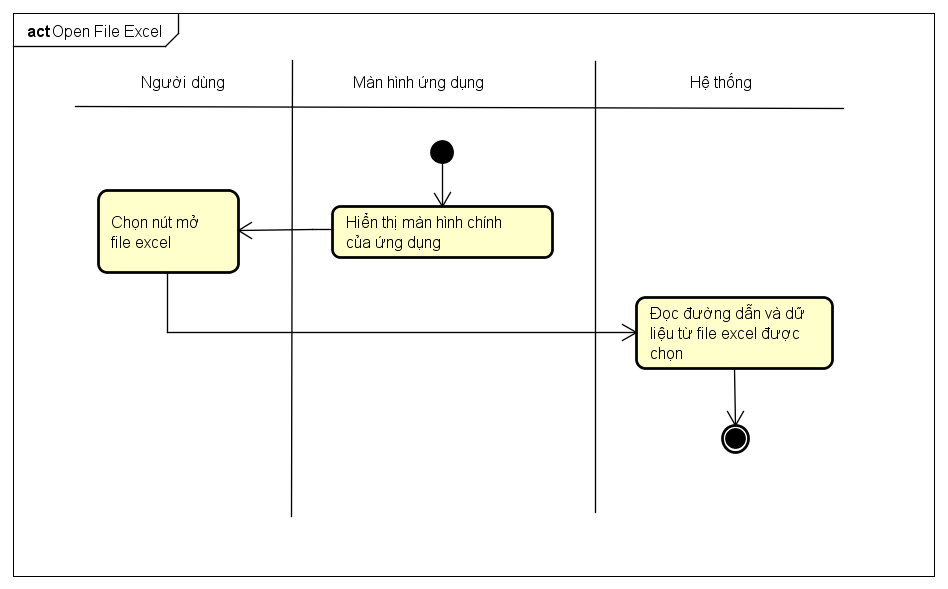 act Open File Excel
Người dùng
Màn hình ứng dụng
Hệ thống
Hiển thị màn hình chính
của ứng dụng
Chọn nút mở
file excel
Đọc đường dẫn và dữ
liệu từ file excel được
chọn